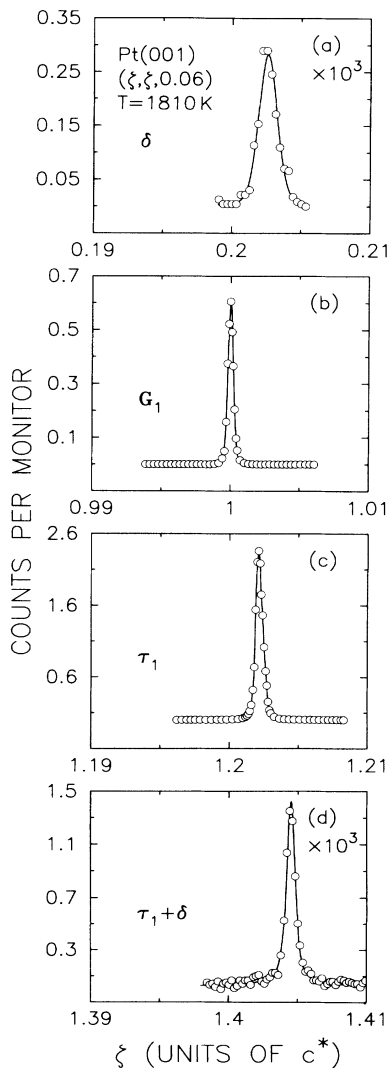 COUNTS PER MONITOR
0.35
0.25
0.15
0.05
Pt(001)
(ξ,ξ,0.06)
T=1810K
δ
(a)
×10³
0.19
0.2
0.21
0.7
0.5
0.3
0.1
G₁
(b)
0.99
1
1.01
2.6
1.6
0.6
τ₁
(c)
1.19
1.2
1.21
1.5
1.1
0.7
0.3
τ₁+δ
(d)
×10³
1.39
1.4
1.41
ξ (UNITS OF c*)